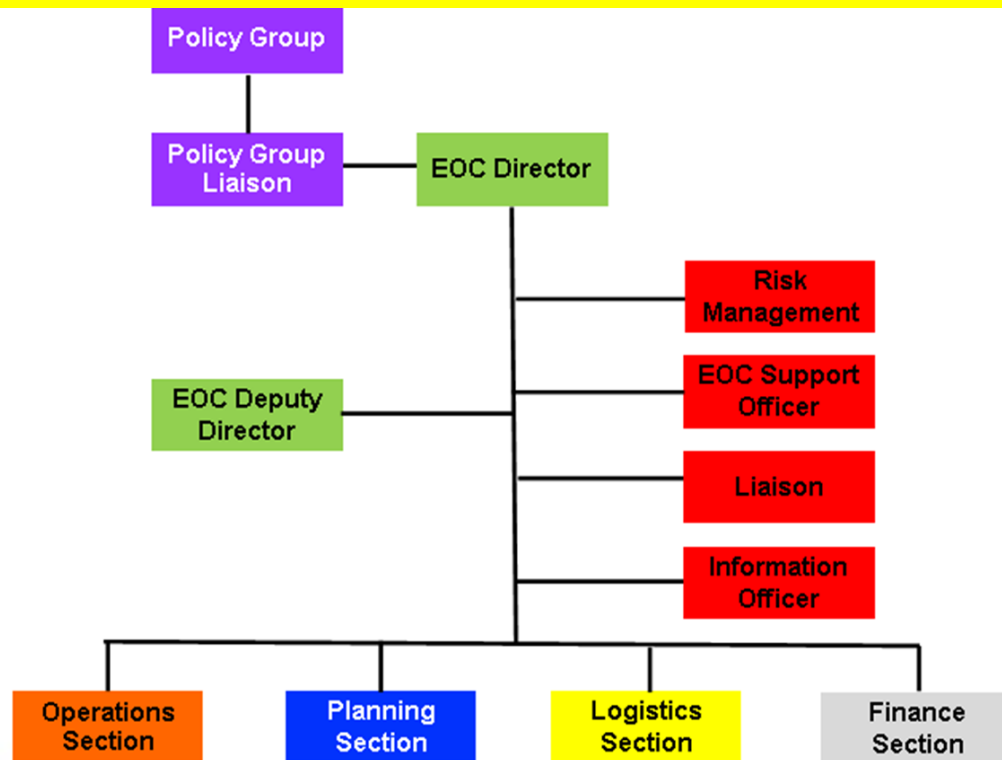 Policy Group
Policy Group
Liaison
EOC Director
Risk
Management
EOC Support
Officer
EOC Deputy
Director
Liaison
Information
Officer
Operations
Section
Planning
Section
Logistics
Section
Finance
Section